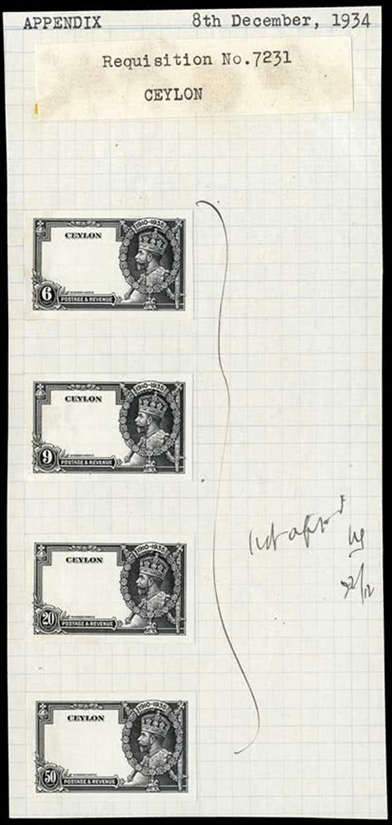 APPENDIX 8th December, 1934
Requisition No.7231
CEYLON
1910-1935
CEYLON
6
POSTAGE & REVENUE
1910-1935
CEYLON
9
POSTAGE & REVENUE
1910-1935
CEYLON
20
POSTAGE & REVENUE
1910-1935
CEYLON
50
POSTAGE & REVENUE